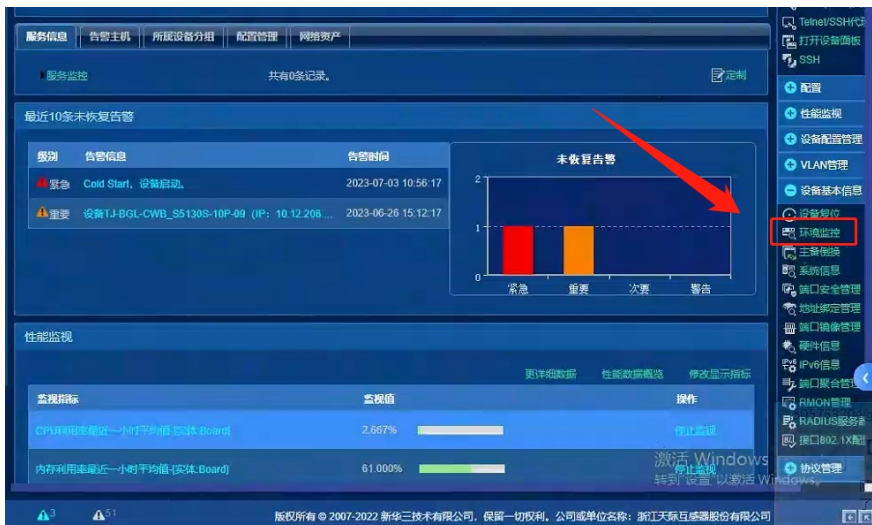 服务信息 告警主机 所属设备分组 配置管理 网络资产
服务监控 共有0条记录。 定制
最近10条未恢复告警
级别 告警信息 告警时间
紧急 Cold Start，设备启动。 2023-07-03 10:56:17
重要 设备TJ-BGL-CWB_S5130S-10P-09（IP：10.12.206.... 2023-06-26 15:12:17
未恢复告警
2
1
0
紧急 重要 次要 警告
性能监视
更详细数据 性能数据概览 修改显示指标
监视指标 监视值 操作
CPU利用率最近一小时平均值-[实体:Board] 2.667% 停止监视
内存利用率最近一小时平均值-[实体:Board] 61.000% 停止监视
Telnet/SSH代理
打开设备面板
SSH
配置
性能监视
设备配置管理
VLAN管理
设备基本信息
设备复位
环境监控
主备倒换
系统信息
端口安全管理
地址绑定管理
端口镜像管理
硬件信息
IPv6信息
端口聚合管理
RMON管理
RADIUS服务器
接口802.1X配
协议管理
激活 Windows
转到"设置"以激活 Windows。
3 51 版权所有 © 2007-2022 新华三技术有限公司，保留一切权利。公司或单位名称：浙江天际互感器股份有限公司